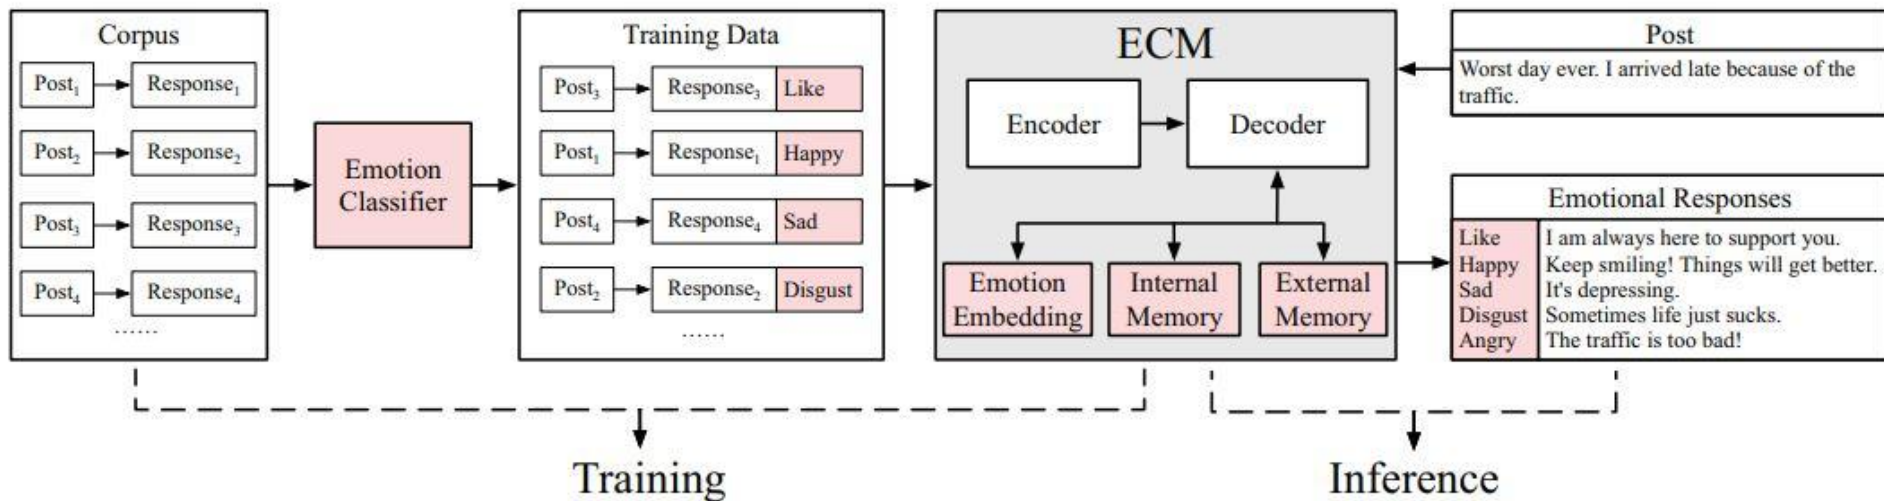 Corpus
Post₁ Response₁
Post₂ Response₂
Post₃ Response₃
Post₄ Response₄
......
Emotion
Classifier
Training Data
Post₃ Response₃ Like
Post₁ Response₁ Happy
Post₄ Response₄ Sad
Post₂ Response₂ Disgust
......
ECM
Encoder
Decoder
Emotion
Embedding
Internal
Memory
External
Memory
Post
Worst day ever. I arrived late because of the
traffic.
Emotional Responses
Like I am always here to support you.
Happy Keep smiling! Things will get better.
Sad It's depressing.
Disgust Sometimes life just sucks.
Angry The traffic is too bad!
Training
Inference